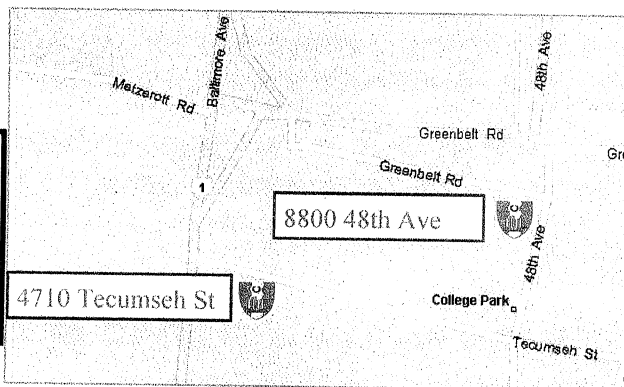 Baltimore Ave
48th Ave
Metzerott Rd
Greenbelt Rd
Gre
Greenbelt Rd
1
8800 48th Ave
C
48th Ave
4710 Tecumseh St
C
College Park
Tecumseh St